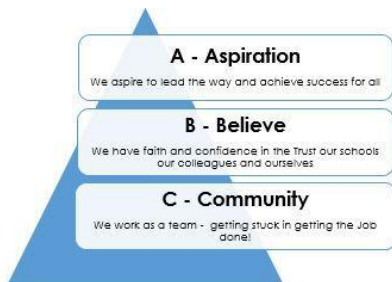 A - Aspiration
We aspire to lead the way and achieve success for all
B - Believe
We have faith and confidence in the Trust our schools
our colleagues and ourselves
C - Community
We work as a team - getting stuck in getting the Job
done!